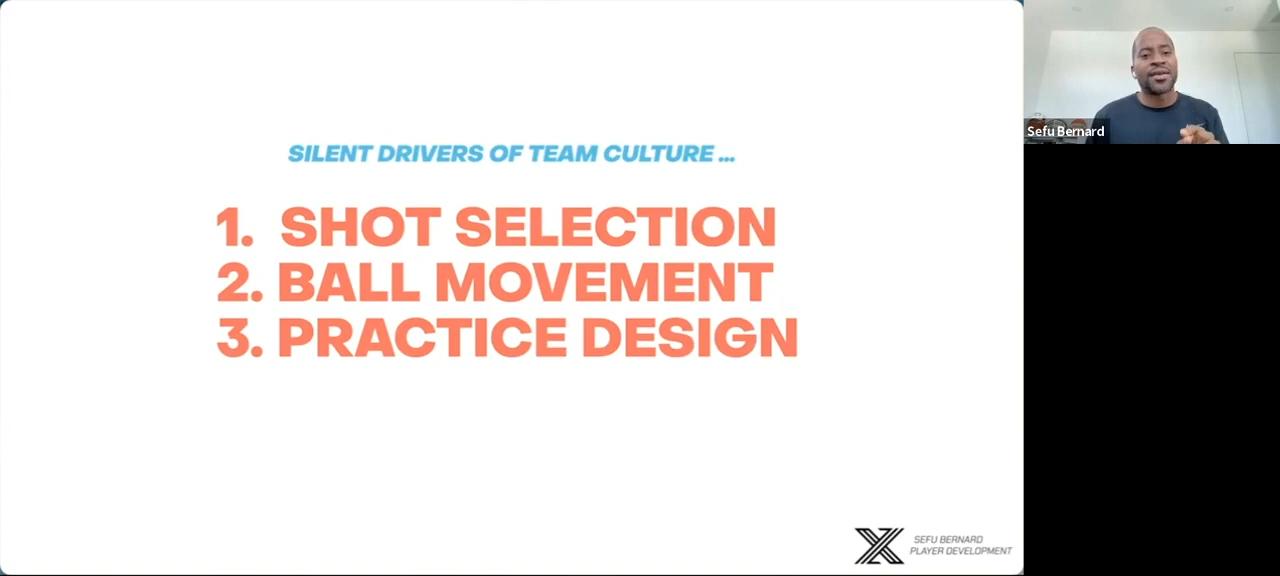 SILENT DRIVERS OF TEAM CULTURE ...
1. SHOT SELECTION
2. BALL MOVEMENT
3. PRACTICE DESIGN
SEFU BERNARD
PLAYER DEVELOPMENT
Sefu Bernard